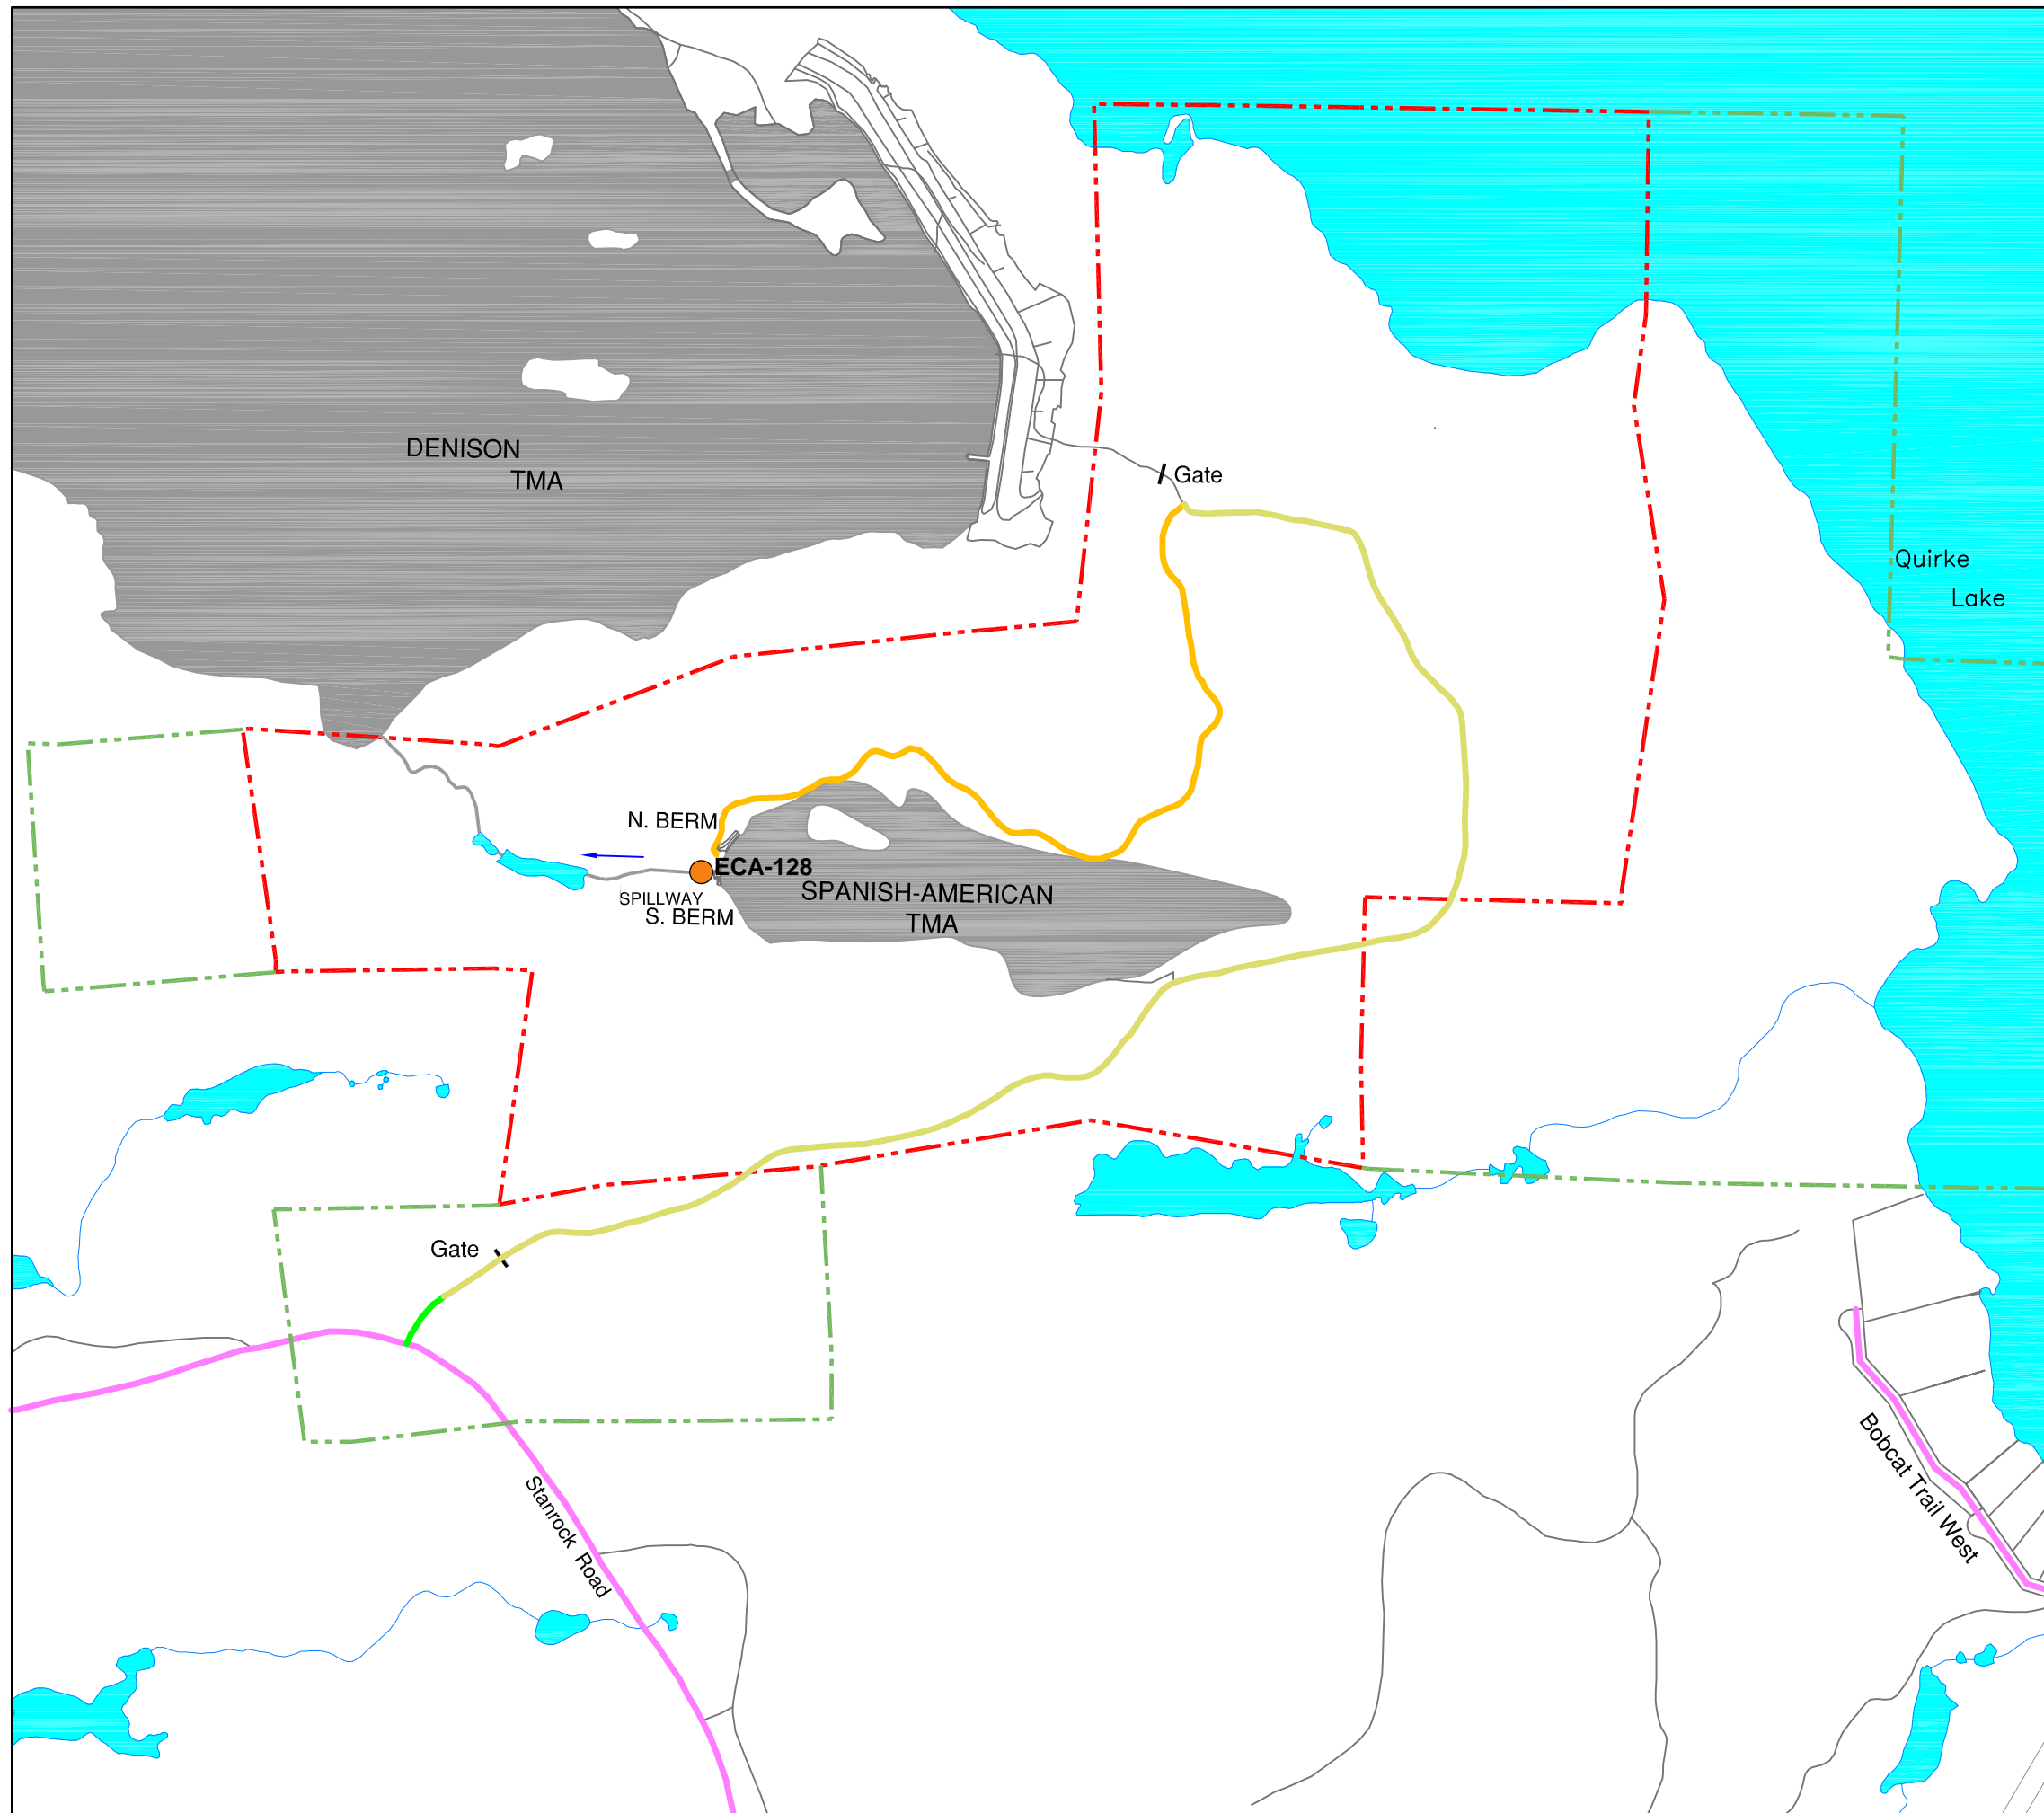 DENISON
TMA
Gate
Quirke
Lake
N. BERM
ECA-128
SPANISH-AMERICAN
TMA
SPILLWAY
S. BERM
Gate
Stanrock Road
Bobcat Trail West